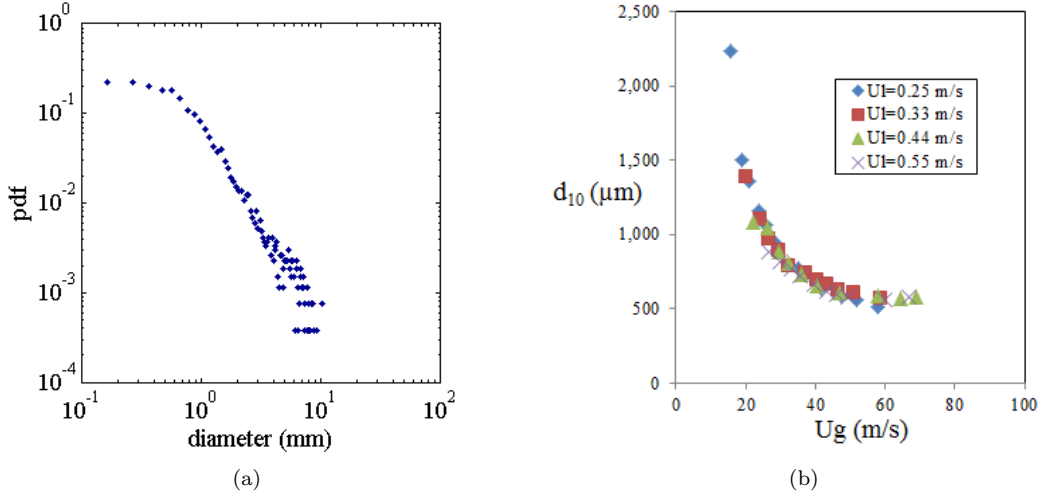 10^0
10^-1
10^-2
10^-3
10^-4
pdf
10^-1
10^0
10^1
10^2
diameter (mm)
(a)
2,500
2,000
1,500
1,000
500
0
d10 (μm)
Ul=0.25 m/s
Ul=0.33 m/s
Ul=0.44 m/s
Ul=0.55 m/s
0
20
40
60
80
100
Ug (m/s)
(b)